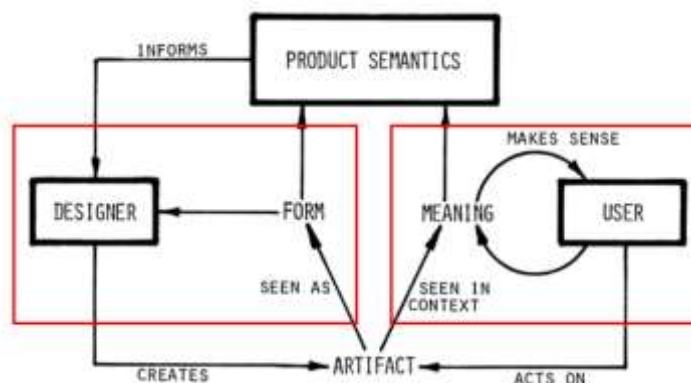 INFORMS
PRODUCT SEMANTICS
MAKES SENSE
DESIGNER
FORM
MEANING
USER
SEEN AS
SEEN IN
CONTEXT
ARTIFACT
CREATES
ACTS ON